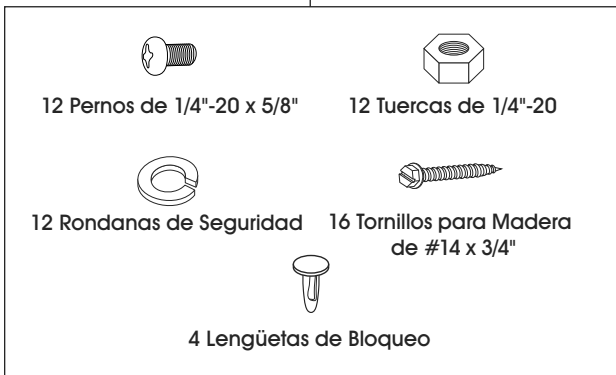 12 Pernos de 1/4"-20 x 5/8"
12 Tuercas de 1/4"-20
12 Rondanas de Seguridad
16 Tornillos para Madera
de #14 x 3/4"
4 Lengüetas de Bloqueo